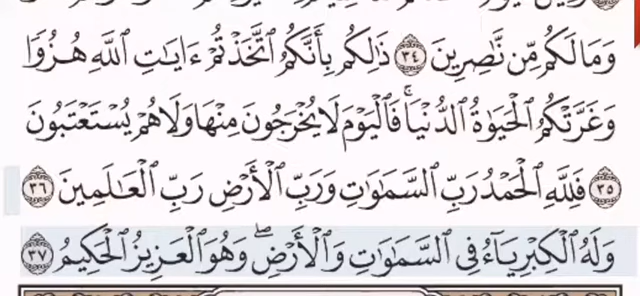 وَمَا لَكُم مِّن نَّٰصِرِينَ ٣٤ ذَٰلِكُم بِأَنَّكُمُ ٱتَّخَذْتُمْ ءَايَٰتِ ٱللَّهِ هُزُوًا
وَغَرَّتْكُمُ ٱلْحَيَوٰةُ ٱلدُّنْيَا ۚ فَٱلْيَوْمَ لَا يُخْرَجُونَ مِنْهَا وَلَا هُمْ يُسْتَعْتَبُونَ
٣٥ فَلِلَّهِ ٱلْحَمْدُ رَبِّ ٱلسَّمَٰوَٰتِ وَرَبِّ ٱلْأَرْضِ رَبِّ ٱلْعَٰلَمِينَ ٣٦
وَلَهُ ٱلْكِبْرِيَآءُ فِى ٱلسَّمَٰوَٰتِ وَٱلْأَرْضِ ۖ وَهُوَ ٱلْعَزِيزُ ٱلْحَكِيمُ ٣٧